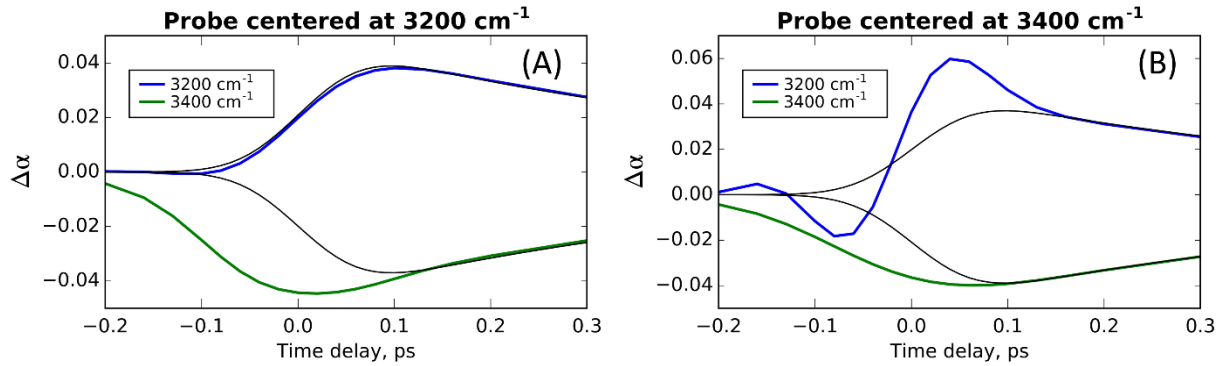 Probe centered at 3200 cm⁻¹
(A)
3200 cm⁻¹
3400 cm⁻¹
0.04
0.02
0.00
−0.02
−0.04
Δα
−0.2 −0.1 0.0 0.1 0.2 0.3
Time delay, ps
Probe centered at 3400 cm⁻¹
(B)
3200 cm⁻¹
3400 cm⁻¹
0.06
0.04
0.02
0.00
−0.02
−0.04
Δα
−0.2 −0.1 0.0 0.1 0.2 0.3
Time delay, ps